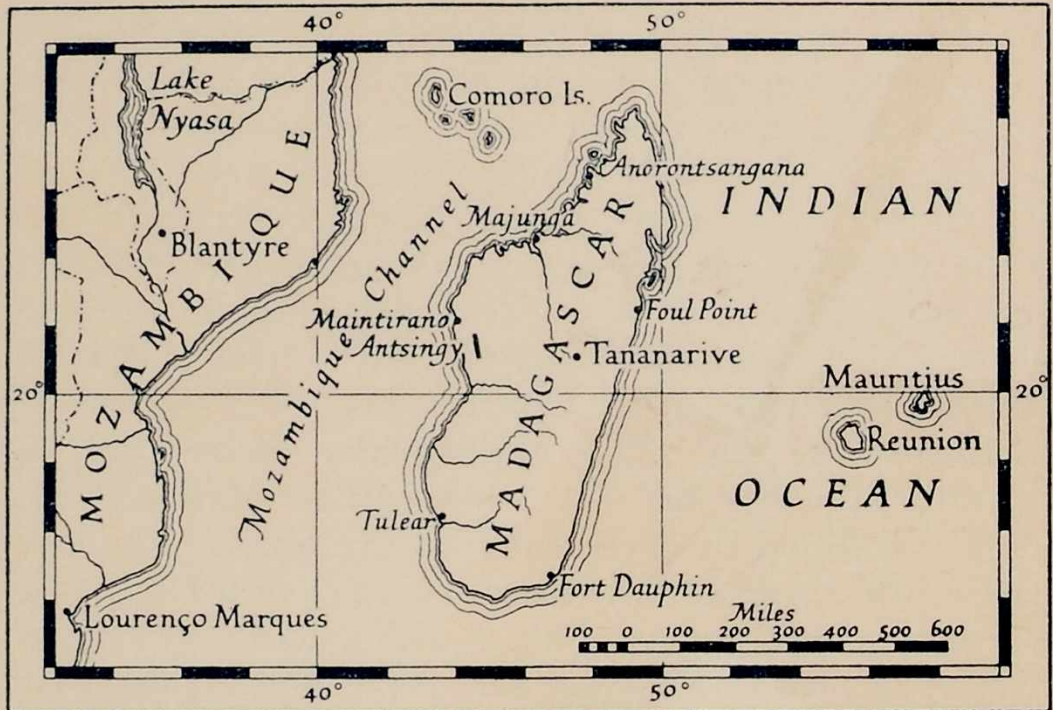 40° 50°
Lake
Nyasa
Comoro Is.
Anorontsangana
INDIAN
Majunga
Blantyre
MOZAMBIQUE
Mozambique Channel
MADAGASCAR
Maintirano
Foul Point
Antsingy
Tananarive
Mauritius
20° 20°
Reunion
OCEAN
Tulear
Fort Dauphin
Lourenço Marques
Miles
100 0 100 200 300 400 500 600
40° 50°